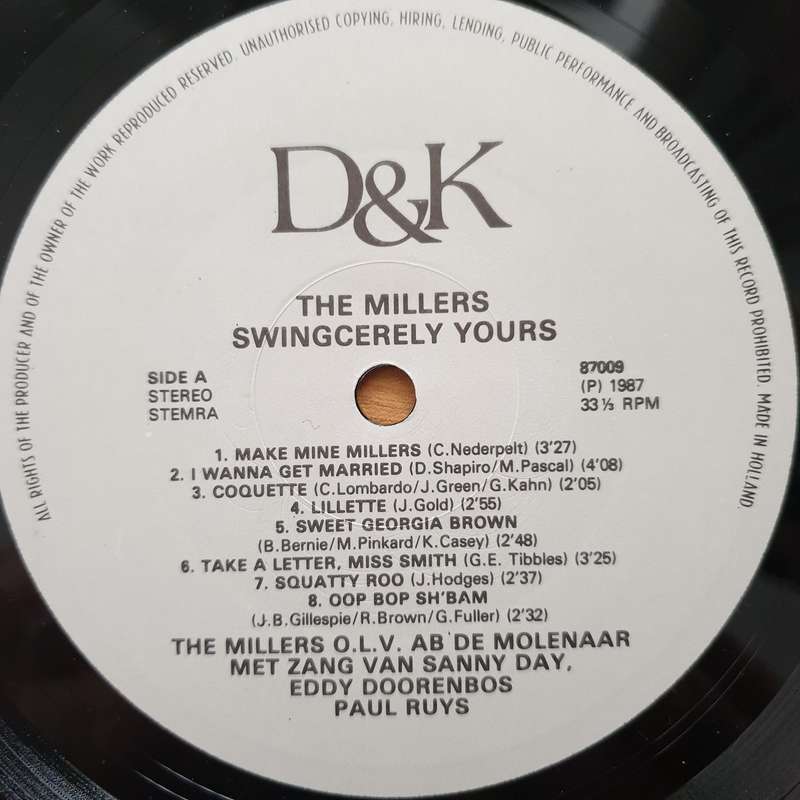 ALL RIGHTS OF THE PRODUCER AND OF THE OWNER OF THE WORK REPRODUCED RESERVED. UNAUTHORISED COPYING, HIRING, LENDING, PUBLIC PERFORMANCE AND BROADCASTING OF THIS RECORD PROHIBITED. MADE IN HOLLAND.
D&K
THE MILLERS
SWINGCERELY YOURS
SIDE A
STEREO
STEMRA
87009
(P) 1987
33⅓ RPM
1. MAKE MINE MILLERS (C.Nederpelt) (3'27)
2. I WANNA GET MARRIED (D.Shapiro/M.Pascal) (4'08)
3. COQUETTE (C.Lombardo/J.Green/G.Kahn) (2'05)
4. LILLETTE (J.Gold) (2'55)
5. SWEET GEORGIA BROWN
(B.Bernie/M.Pinkard/K.Casey) (2'48)
6. TAKE A LETTER, MISS SMITH (G.E. Tibbles) (3'25)
7. SQUATTY ROO (J.Hodges) (2'37)
8. OOP BOP SH'BAM
(J.B.Gillespie/R.Brown/G.Fuller) (2'32)
THE MILLERS O.L.V. AB DE MOLENAAR
MET ZANG VAN SANNY DAY,
EDDY DOORENBOS
PAUL RUYS